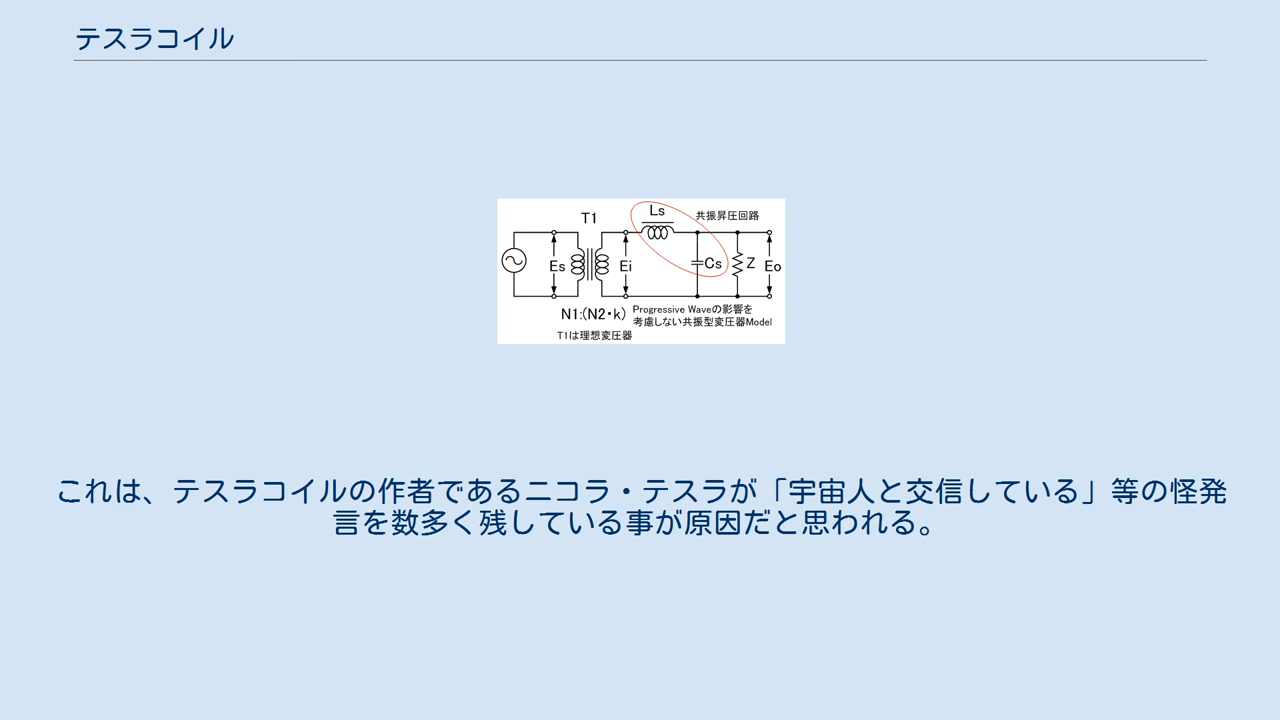 テスラコイル
T1
Ls
共振昇圧回路
Es
Ei
Cs
Z
Eo
N1:(N2・k)
Progressive Waveの影響を
考慮しない共振型変圧器Model
T1は理想変圧器
これは、テスラコイルの作者であるニコラ・テスラが「宇宙人と交信している」等の怪発
言を数多く残している事が原因だと思われる。